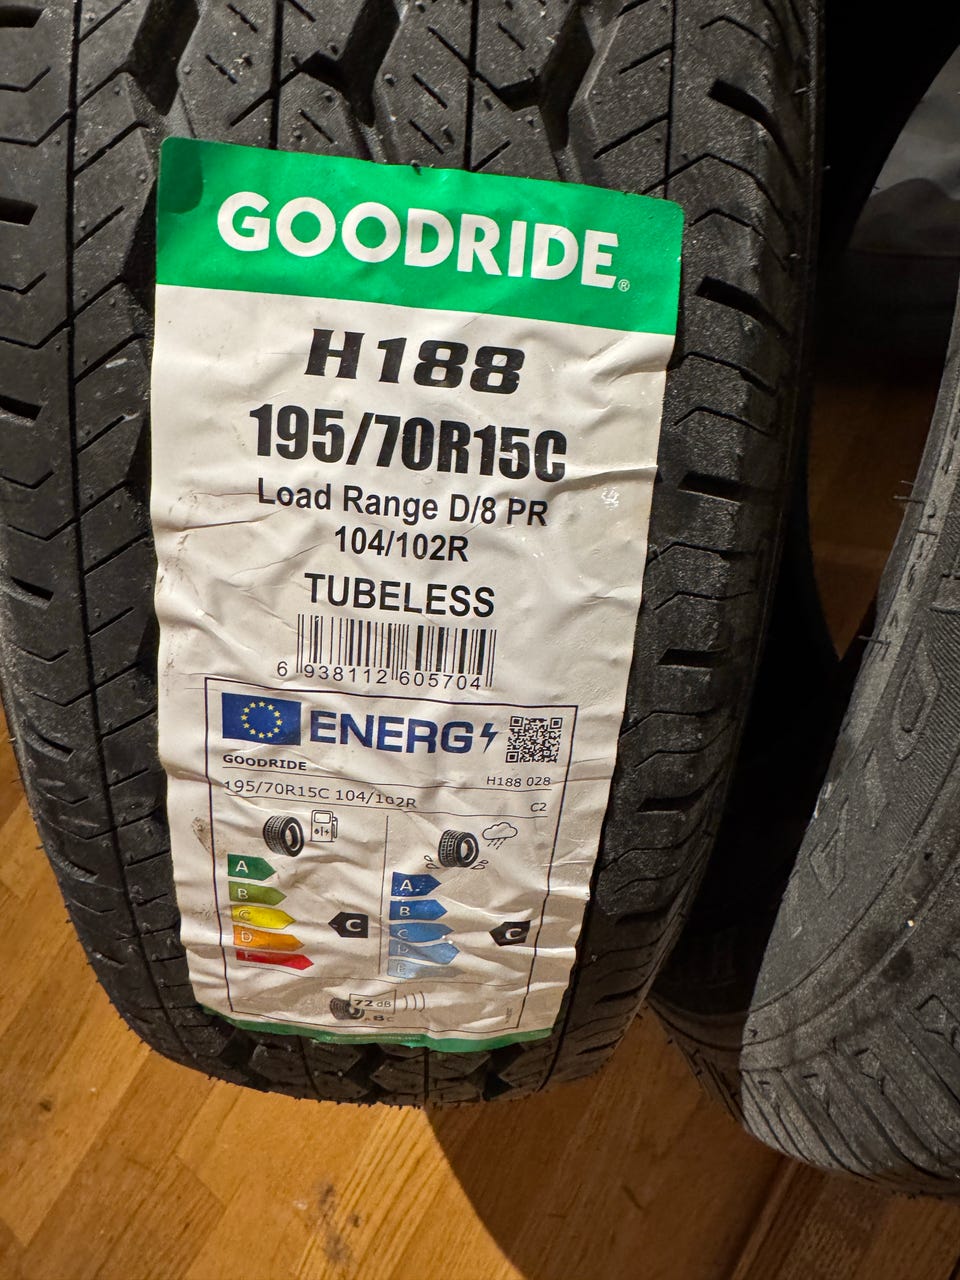 GOODRIDE®
H188
195/70R15C
Load Range D/8 PR
104/102R
TUBELESS
6 938112 605704
ENERG
GOODRIDE
H188 028
195/70R15C 104/102R
C2
A
A
B
B
C
C
C
C
D
D
E
E
72 dB
ABC